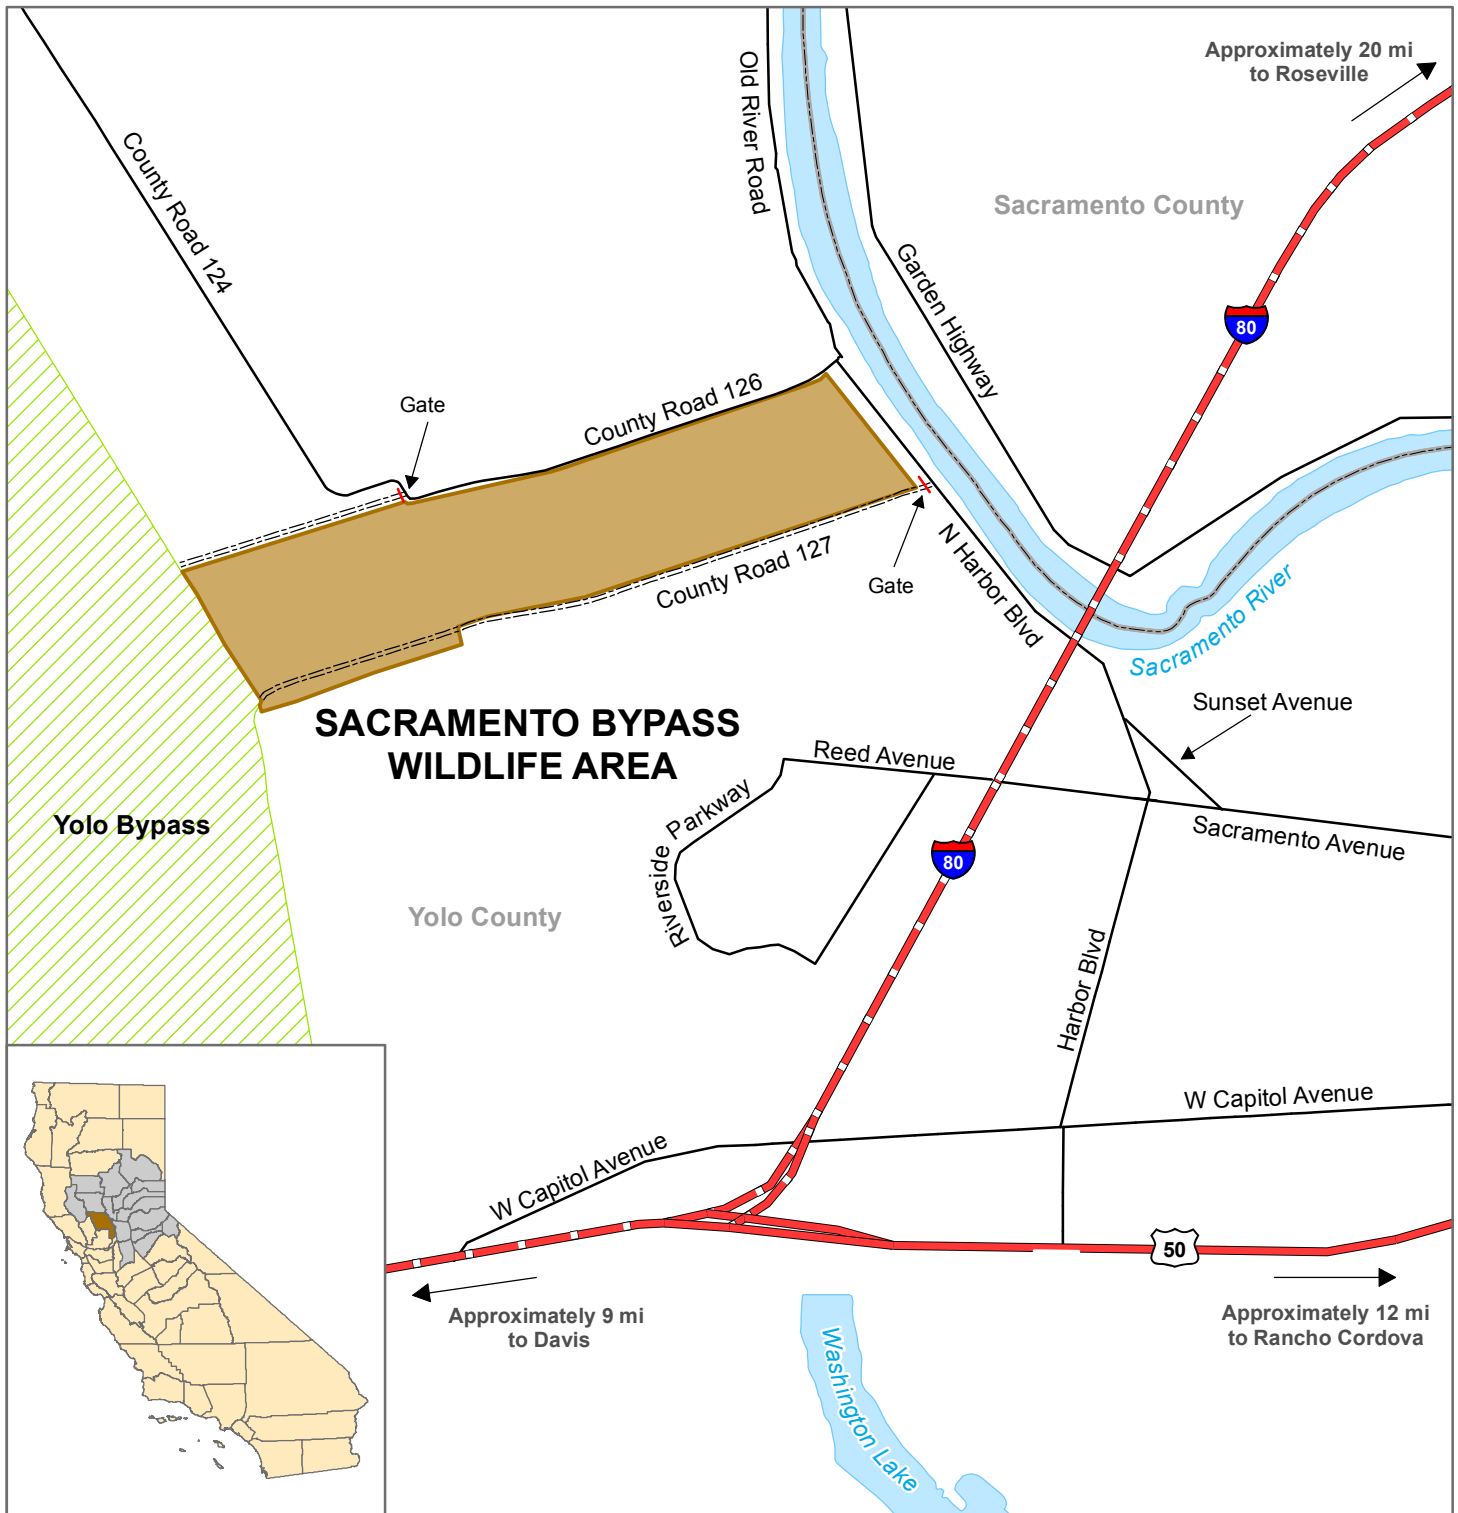 Approximately 20 mi
to Roseville
Old River Road
County Road 124
Sacramento County
Garden Highway
80
County Road 126
Gate
N Harbor Blvd
County Road 127
Gate
Sacramento River
Sunset Avenue
SACRAMENTO BYPASS
WILDLIFE AREA
Reed Avenue
Riverside Parkway
Yolo Bypass
Sacramento Avenue
80
Yolo County
Harbor Blvd
W Capitol Avenue
W Capitol Avenue
50
Approximately 9 mi
to Davis
Approximately 12 mi
to Rancho Cordova
Washington Lake